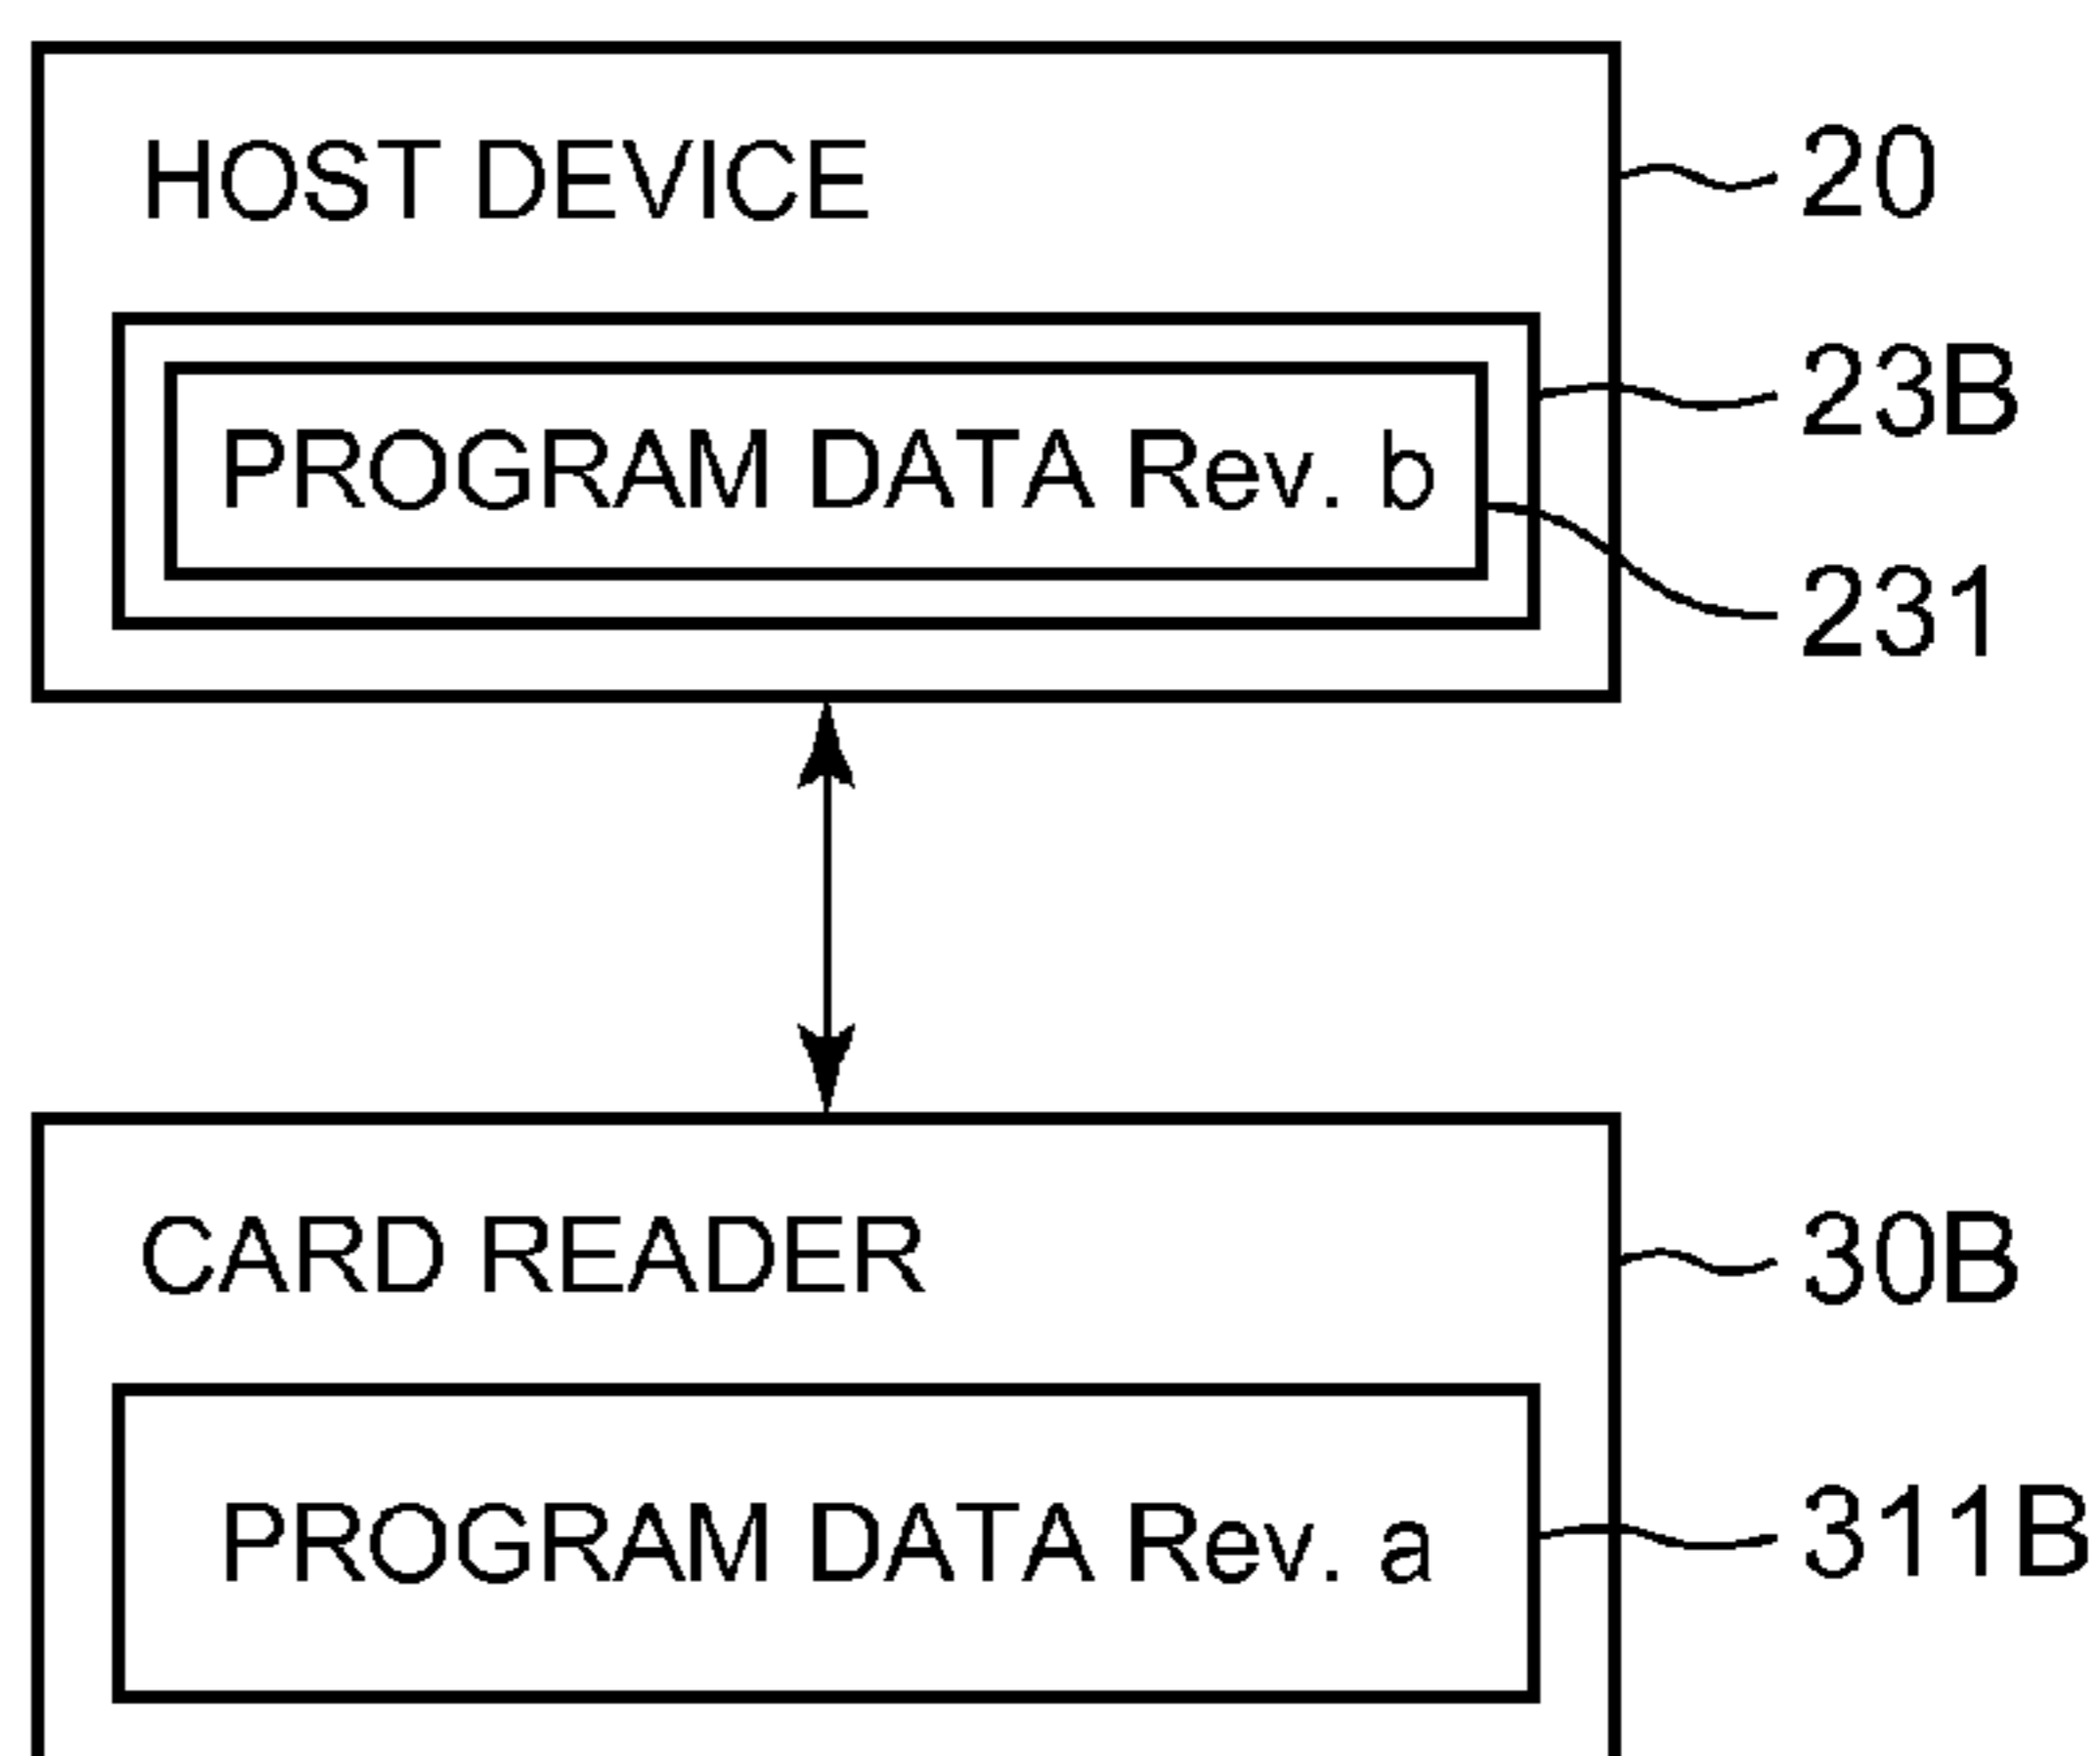 HOST DEVICE
20
23B
PROGRAM DATA Rev. b
231
CARD READER
30B
PROGRAM DATA Rev. a
311B